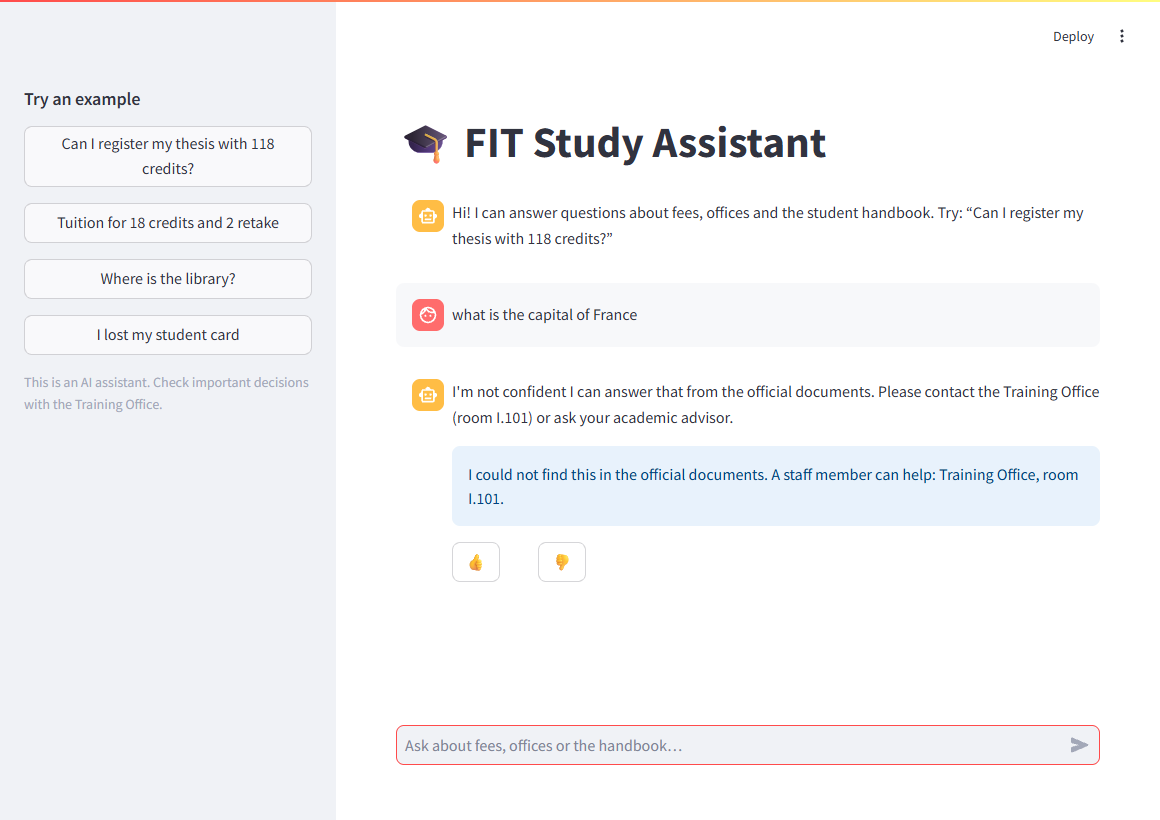 Deploy
Try an example
Can I register my thesis with 118
credits?
Tuition for 18 credits and 2 retake
Where is the library?
I lost my student card
This is an AI assistant. Check important decisions
with the Training Office.
FIT Study Assistant
Hi! I can answer questions about fees, offices and the student handbook. Try: “Can I register my
thesis with 118 credits?”
what is the capital of France
I'm not confident I can answer that from the official documents. Please contact the Training Office
(room I.101) or ask your academic advisor.
I could not find this in the official documents. A staff member can help: Training Office, room
I.101.
Ask about fees, offices or the handbook…